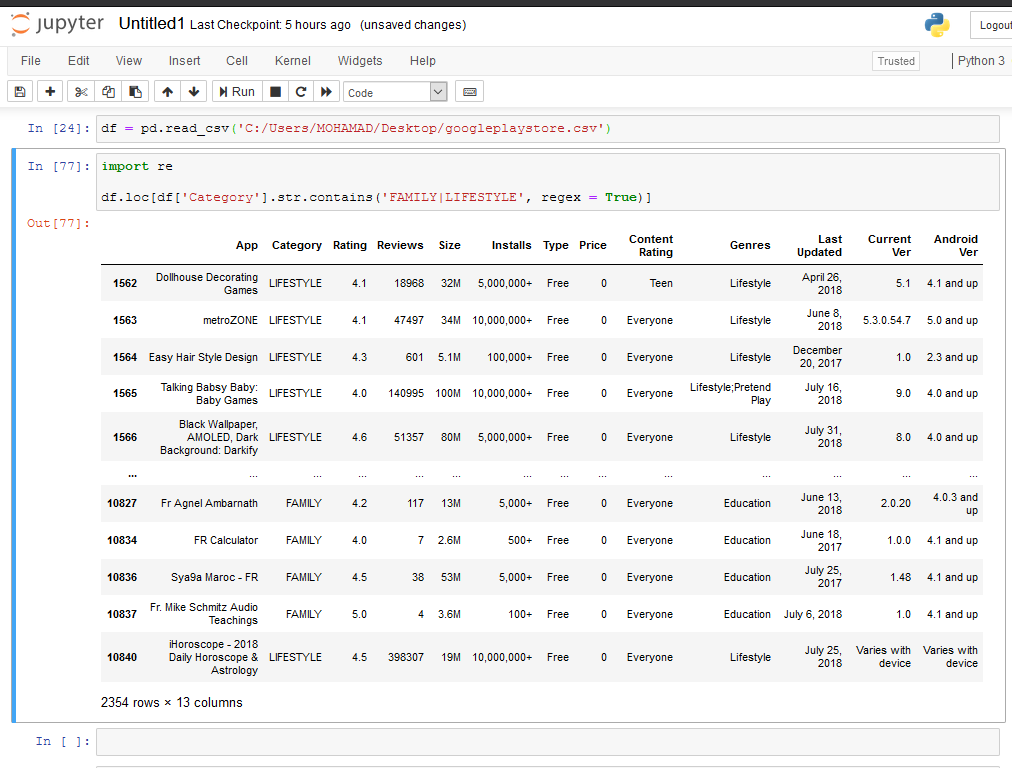 jupyter Untitled1 Last Checkpoint: 5 hours ago (unsaved changes) Logout
File Edit View Insert Cell Kernel Widgets Help Trusted Python 3
Run Code
In [24]: df = pd.read_csv('C:/Users/MOHAMAD/Desktop/googleplaystore.csv')
In [77]: import re
df.loc[df['Category'].str.contains('FAMILY|LIFESTYLE', regex = True)]
Out[77]:
App Category Rating Reviews Size Installs Type Price Content Rating Genres Last Updated Current Ver Android Ver
1562 Dollhouse Decorating Games LIFESTYLE 4.1 18968 32M 5,000,000+ Free 0 Teen Lifestyle April 26, 2018 5.1 4.1 and up
1563 metroZONE LIFESTYLE 4.1 47497 34M 10,000,000+ Free 0 Everyone Lifestyle June 8, 2018 5.3.0.54.7 5.0 and up
1564 Easy Hair Style Design LIFESTYLE 4.3 601 5.1M 100,000+ Free 0 Everyone Lifestyle December 20, 2017 1.0 2.3 and up
1565 Talking Babsy Baby: Baby Games LIFESTYLE 4.0 140995 100M 10,000,000+ Free 0 Everyone Lifestyle;Pretend Play July 16, 2018 9.0 4.0 and up
1566 Black Wallpaper, AMOLED, Dark Background: Darkify LIFESTYLE 4.6 51357 80M 5,000,000+ Free 0 Everyone Lifestyle July 31, 2018 8.0 4.0 and up
... ... ... ... ... ... ... ... ... ... ... ... ... ...
10827 Fr Agnel Ambarnath FAMILY 4.2 117 13M 5,000+ Free 0 Everyone Education June 13, 2018 2.0.20 4.0.3 and up
10834 FR Calculator FAMILY 4.0 7 2.6M 500+ Free 0 Everyone Education June 18, 2017 1.0.0 4.1 and up
10836 Sya9a Maroc - FR FAMILY 4.5 38 53M 5,000+ Free 0 Everyone Education July 25, 2017 1.48 4.1 and up
10837 Fr. Mike Schmitz Audio Teachings FAMILY 5.0 4 3.6M 100+ Free 0 Everyone Education July 6, 2018 1.0 4.1 and up
10840 iHoroscope - 2018 Daily Horoscope & Astrology LIFESTYLE 4.5 398307 19M 10,000,000+ Free 0 Everyone Lifestyle July 25, 2018 Varies with device Varies with device
2354 rows × 13 columns
In [ ]: